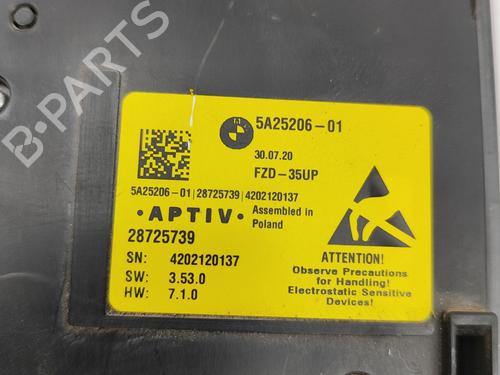 B-PARTS
5A25206-01
30.07.20
FZD-35UP
5A25206-01|28725739|4202120137
·APTIV· Assembled in
Poland
28725739
SN: 4202120137
SW: 3.53.0
HW: 7.1.0
ATTENTION!
Observe Precautions
for Handling!
Electrostatic Sensitive
Devices!